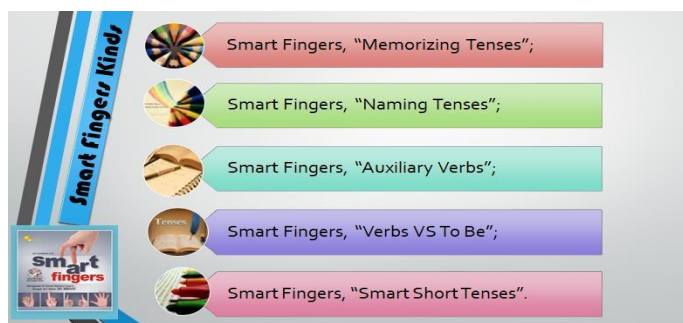 Smart Fingers Kinds
Smart Fingers, “Memorizing Tenses”;
Smart Fingers, “Naming Tenses”;
Smart Fingers, “Auxiliary Verbs”;
Tenses
Smart Fingers, “Verbs VS To Be”;
Smart Fingers, “Smart Short Tenses”.
smart
fingers